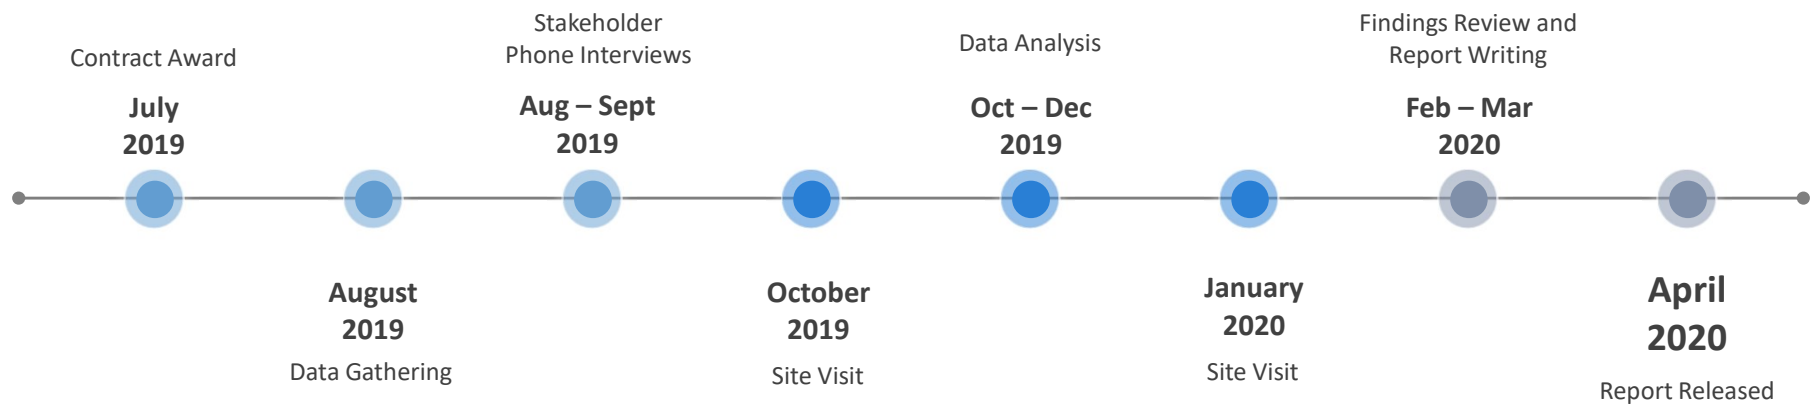 Contract Award
July
2019
August
2019
Data Gathering
Stakeholder
Phone Interviews
Aug – Sept
2019
October
2019
Site Visit
Data Analysis
Oct – Dec
2019
January
2020
Site Visit
Findings Review and
Report Writing
Feb – Mar
2020
April
2020
Report Released